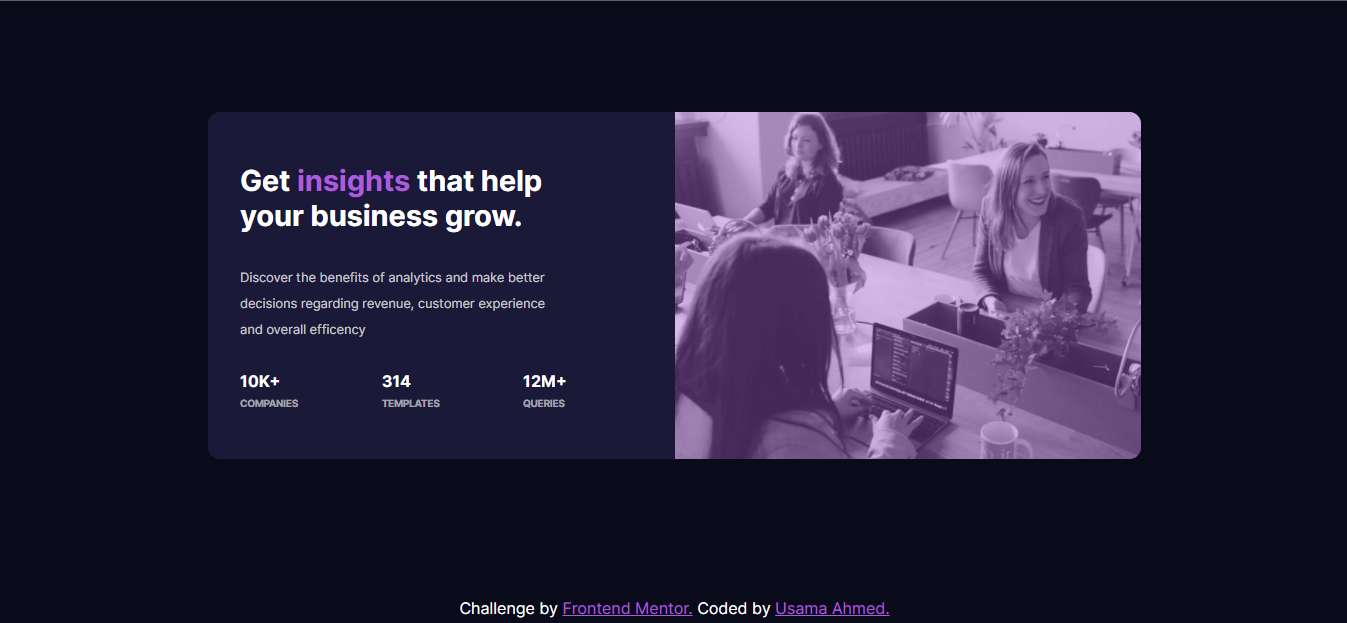 Get insights that help
your business grow.
Discover the benefits of analytics and make better
decisions regarding revenue, customer experience
and overall efficency
10K+ 314 12M+
COMPANIES TEMPLATES QUERIES
Challenge by Frontend Mentor. Coded by Usama Ahmed.